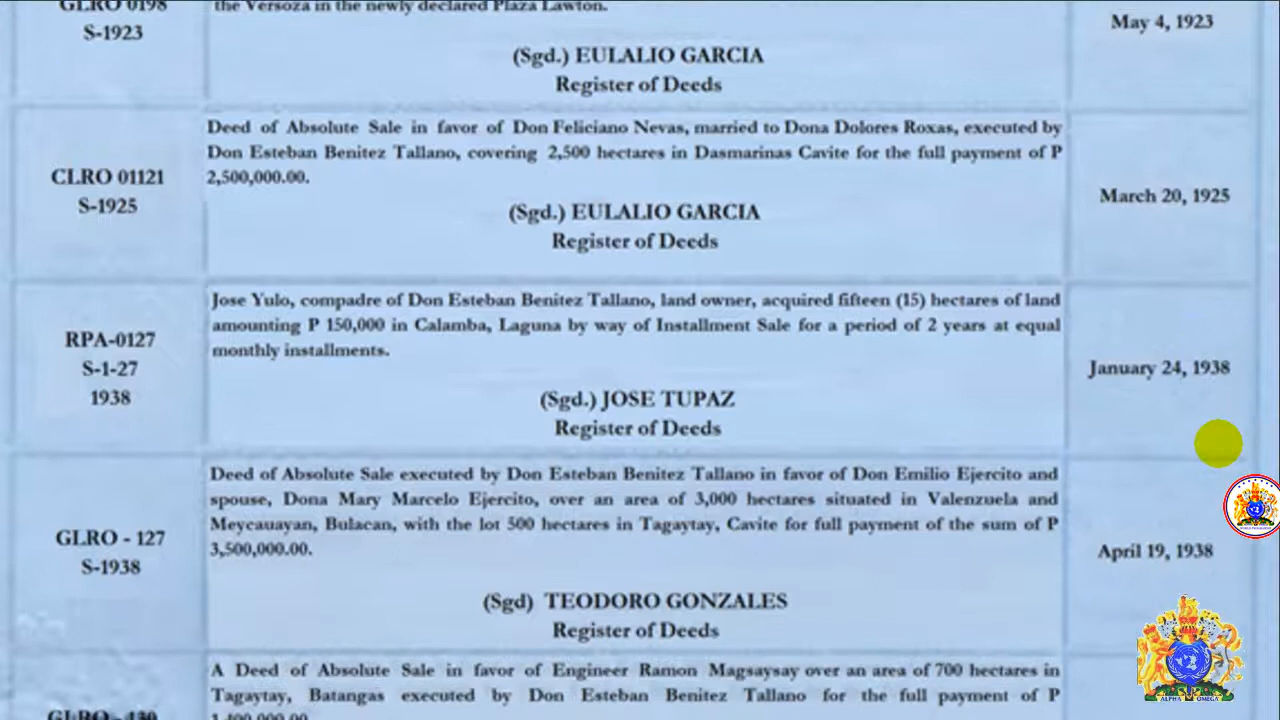 GLRO 0198
S-1923
the Versoza in the newly declared Plaza Lawton.
(Sgd.) EULALIO GARCIA
Register of Deeds
May 4, 1923
CLRO 01121
S-1925
Deed of Absolute Sale in favor of Don Feliciano Nevas, married to Dona Dolores Roxas, executed by
Don Esteban Benitez Tallano, covering 2,500 hectares in Dasmarinas Cavite for the full payment of P
2,500,000.00.
(Sgd.) EULALIO GARCIA
Register of Deeds
March 20, 1925
RPA-0127
S-1-27
1938
Jose Yulo, compadre of Don Esteban Benitez Tallano, land owner, acquired fifteen (15) hectares of land
amounting P 150,000 in Calamba, Laguna by way of Installment Sale for a period of 2 years at equal
monthly installments.
(Sgd.) JOSE TUPAZ
Register of Deeds
January 24, 1938
GLRO - 127
S-1938
Deed of Absolute Sale executed by Don Esteban Benitez Tallano in favor of Don Emilio Ejercito and
spouse, Dona Mary Marcelo Ejercito, over an area of 3,000 hectares situated in Valenzuela and
Meycauayan, Bulacan, with the lot 500 hectares in Tagaytay, Cavite for full payment of the sum of P
3,500,000.00.
(Sgd) TEODORO GONZALES
Register of Deeds
April 19, 1938
GLRO - 130
A Deed of Absolute Sale in favor of Engineer Ramon Magsaysay over an area of 700 hectares in
Tagaytay, Batangas executed by Don Esteban Benitez Tallano for the full payment of P
1,400,000.00
ALPHA OMEGA